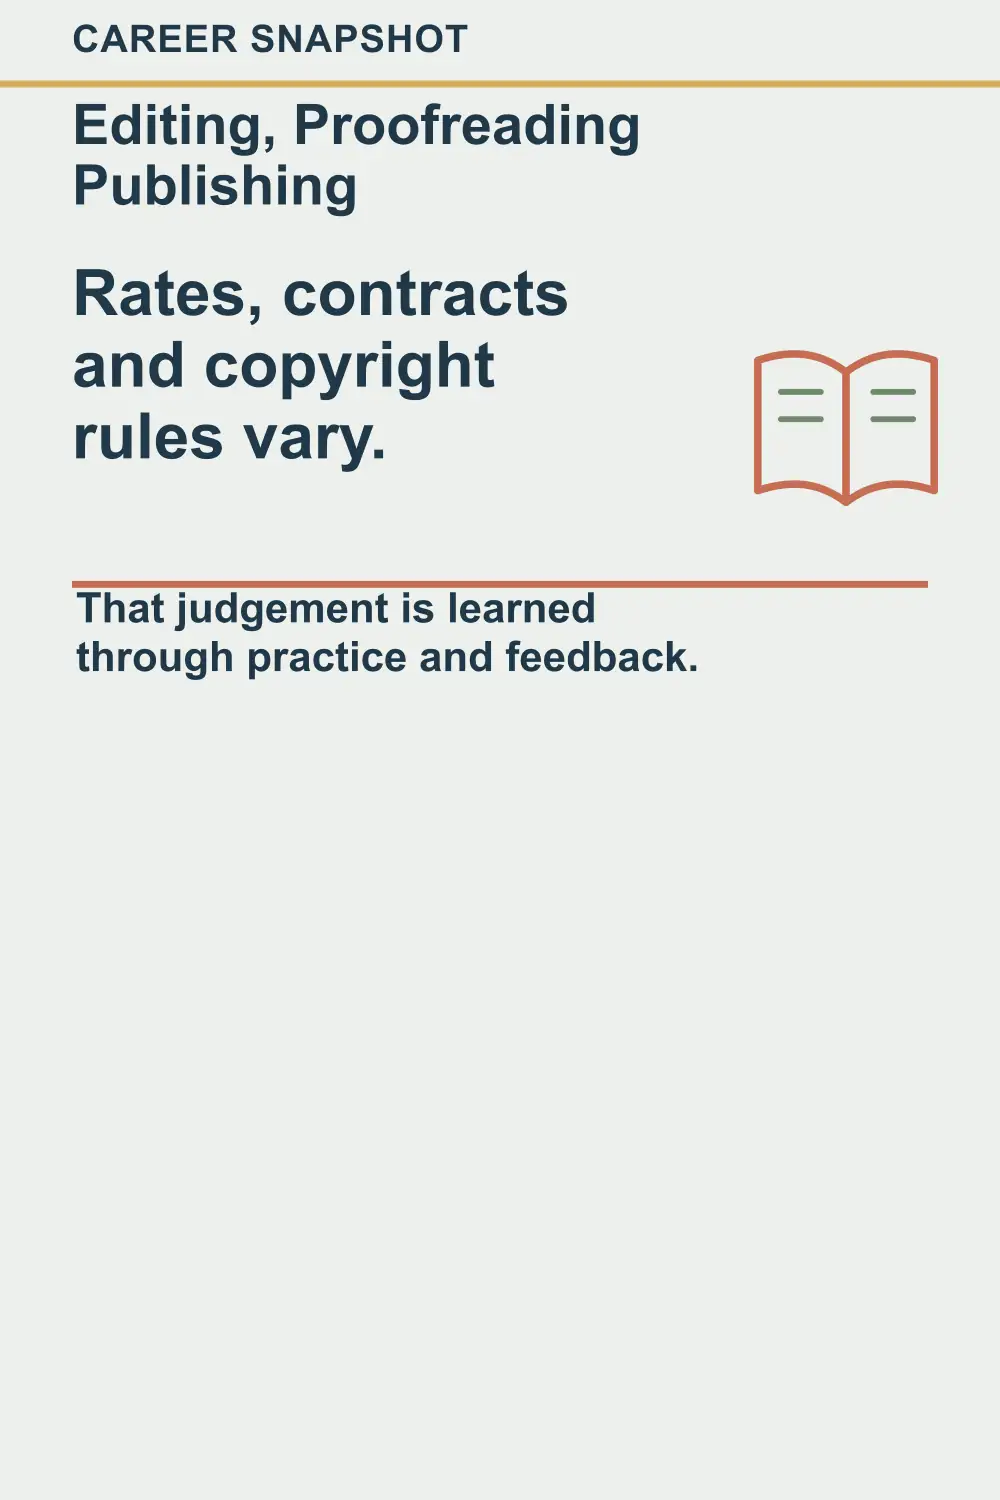 CAREER SNAPSHOT
Editing, Proofreading
Publishing
Rates, contracts
and copyright
rules vary.
That judgement is learned
through practice and feedback.